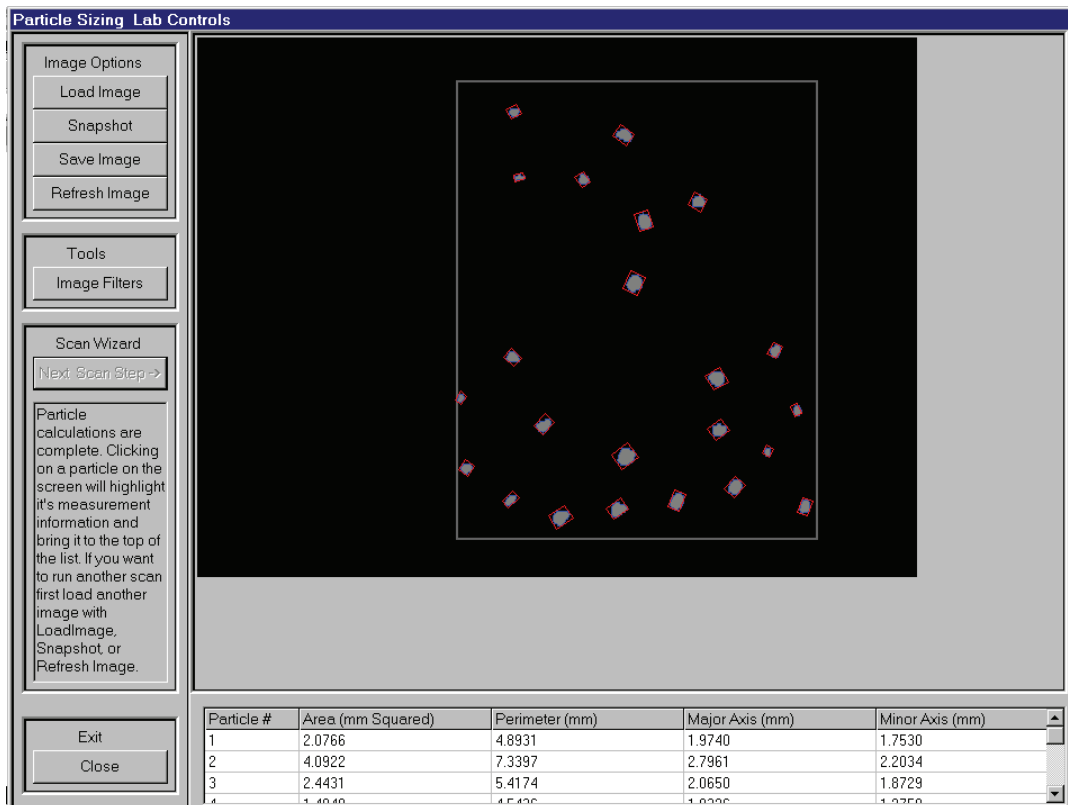 Particle Sizing Lab Controls
Image Options
Load Image
Snapshot
Save Image
Refresh Image
Tools
Image Filters
Scan Wizard
Next Scan Step ->
Particle
calculations are
complete. Clicking
on a particle on the
screen will highlight
it's measurement
information and
bring it to the top of
the list. If you want
to run another scan
first load another
image with
LoadImage,
Snapshot, or
Refresh Image.
Exit
Close
Particle # Area (mm Squared) Perimeter (mm) Major Axis (mm) Minor Axis (mm)
1 2.0766 4.8931 1.9740 1.7530
2 4.0922 7.3397 2.7961 2.2034
3 2.4431 5.4174 2.0650 1.8729